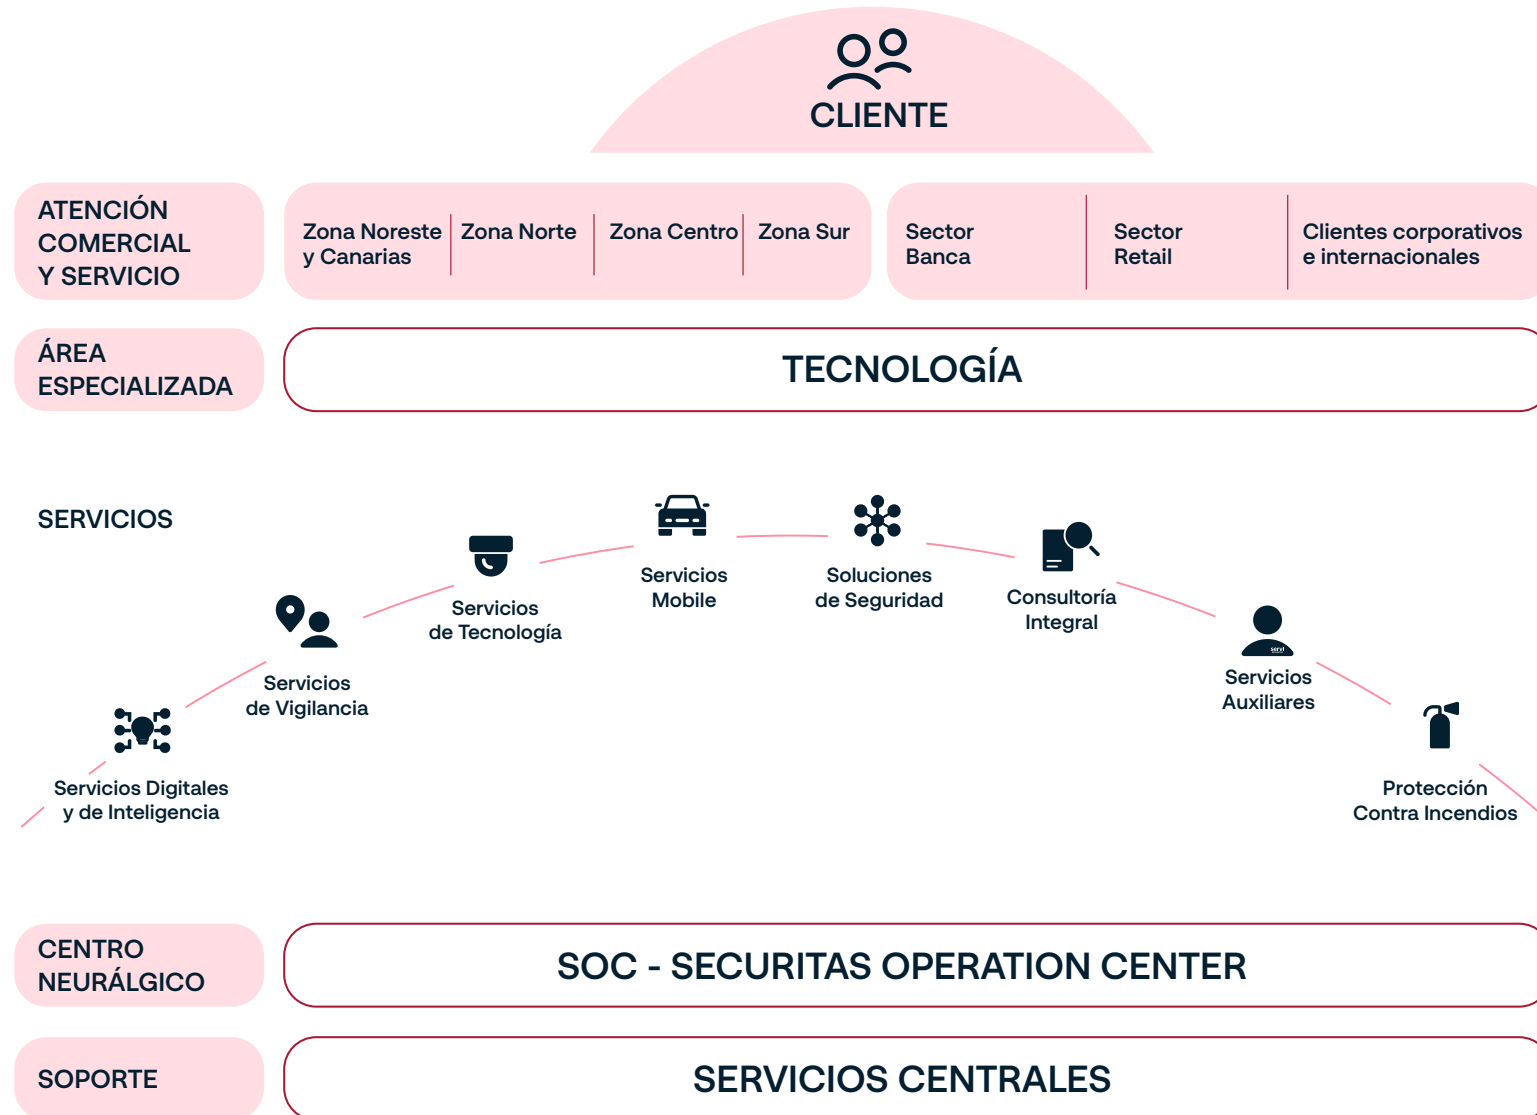 CLIENTE
ATENCIÓN
COMERCIAL
Y SERVICIO
Zona Noreste
y Canarias
Zona Norte
Zona Centro
Zona Sur
Sector
Banca
Sector
Retail
Clientes corporativos
e internacionales
ÁREA
ESPECIALIZADA
TECNOLOGÍA
SERVICIOS
Servicios Digitales
y de Inteligencia
Servicios
de Vigilancia
Servicios
de Tecnología
Servicios
Mobile
Soluciones
de Seguridad
Consultoría
Integral
servi
Servicios
Auxiliares
Protección
Contra Incendios
CENTRO
NEURÁLGICO
SOC - SECURITAS OPERATION CENTER
SOPORTE
SERVICIOS CENTRALES